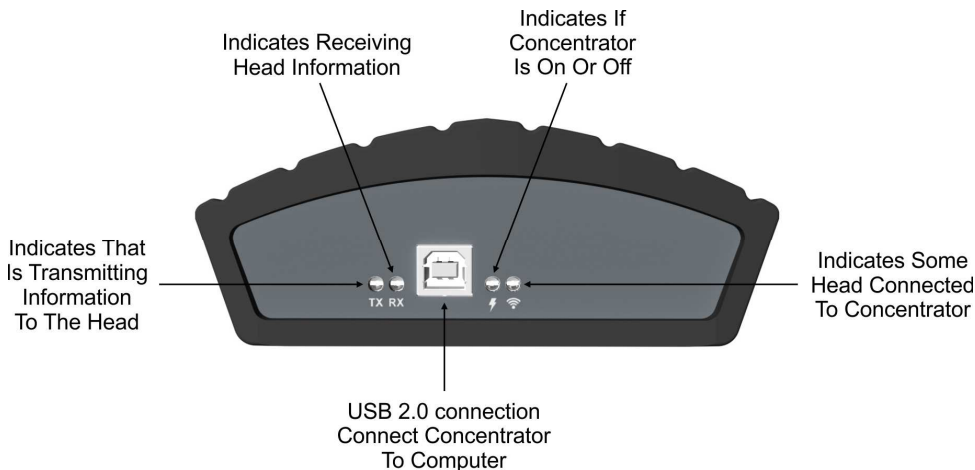 Indicates If
Concentrator
Is On Or Off
Indicates Receiving
Head Information
Indicates That
Is Transmitting
Information
To The Head
TX RX
Indicates Some
Head Connected
To Concentrator
USB 2.0 connection
Connect Concentrator
To Computer